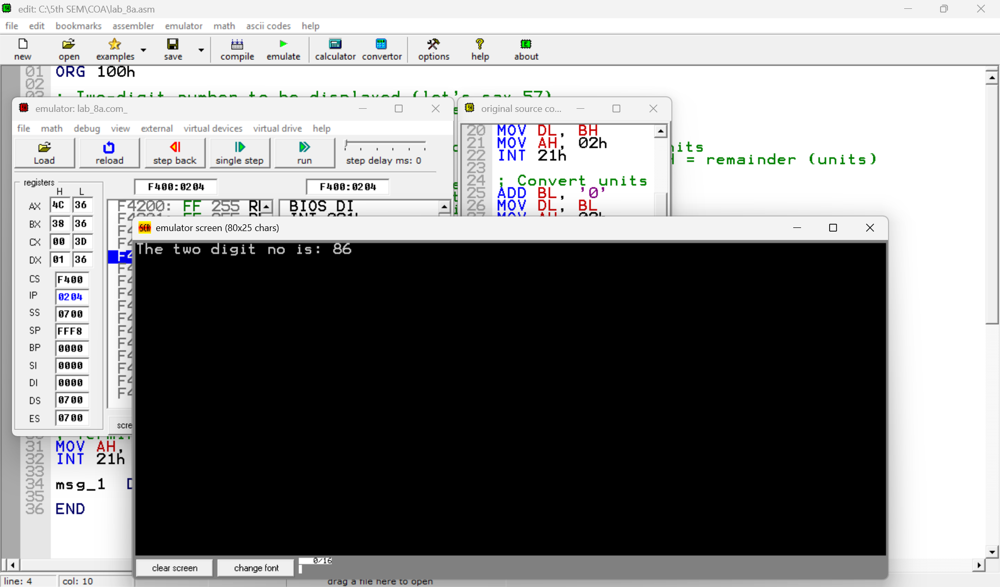 edit: C:\5th SEM\COA\lab_8a.asm
file edit bookmarks assembler emulator math ascii codes help
new open examples save compile emulate calculator convertor options help about
01 ORG 100h
02
03 ; Two-digit number to be displayed (let's say 57)
emulator: lab_8a.com_
file math debug view external virtual devices virtual drive help
Load reload step back single step run step delay ms: 0
registers
H L
F400:0204 F400:0204
AX 4C 36
BX 38 36
CX 00 3D
DX 01 36
CS F400
IP 0204
SS 0700
SP FFF8
BP 0000
SI 0000
DI 0000
DS 0700
ES 0700
F4200: FF 255
BIOS DI
scre
original source co...
20 MOV DL, BH
21 MOV AH, 02h
22 INT 21h
23
24 ; Convert units
25 ADD BL, '0'
26 MOV DL, BL
27 MOV AH, 02h
its
= remainder (units)
emulator screen (80x25 chars)
The two digit no is: 86
clear screen change font 0/16
31 MOV AH,
32 INT 21h
33
34 msg_1
35
36 END
line: 4 col: 10 drag a file here to open